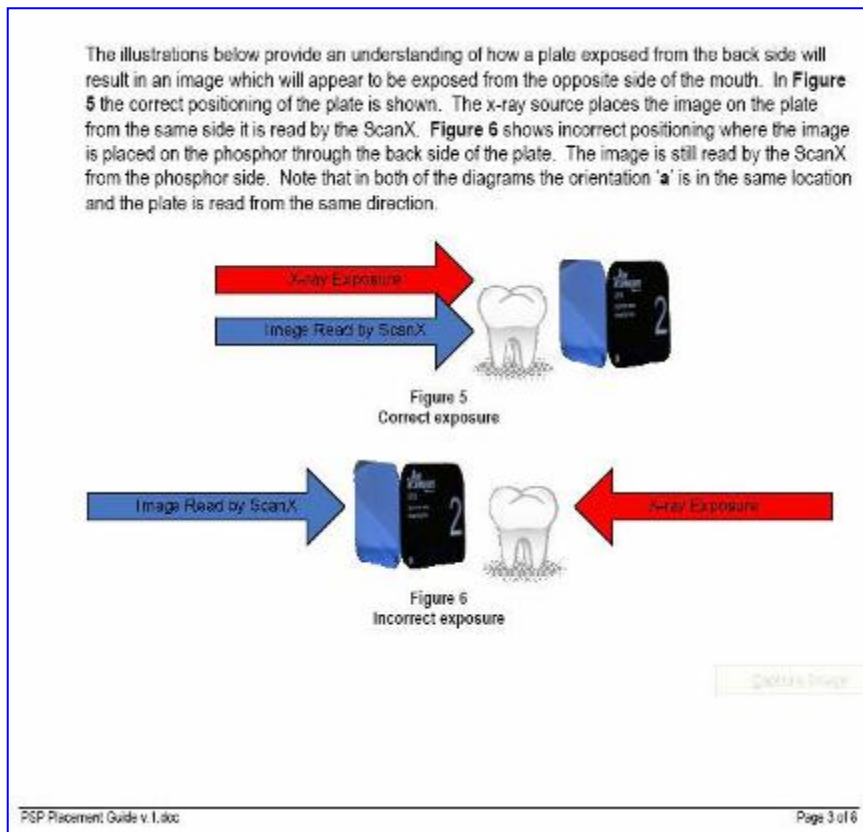 The illustrations below provide an understanding of how a plate exposed from the back side will
result in an image which will appear to be exposed from the opposite side of the mouth. In Figure
5 the correct positioning of the plate is shown. The x-ray source places the image on the plate
from the same side it is read by the ScanX. Figure 6 shows incorrect positioning where the image
is placed on the phosphor through the back side of the plate. The image is still read by the ScanX
from the phosphor side. Note that in both of the diagrams the orientation 'a' is in the same location
and the plate is read from the same direction.
X-ray Exposure
Image Read by ScanX
2
Figure 5
Correct exposure
Image Read by ScanX
2
X-ray Exposure
Figure 6
Incorrect exposure
Capture Image
PSP Placement Guide v.1.doc
Page 3 of 6